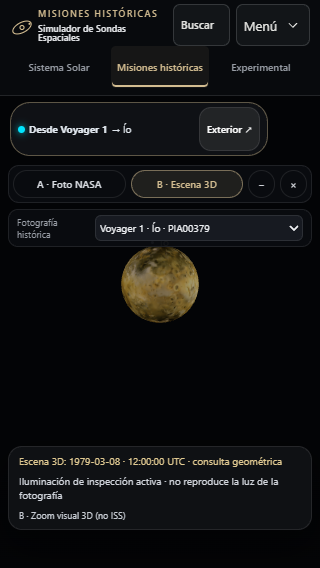 MISIONES HISTÓRICAS
Simulador de Sondas
Espaciales
Buscar
Menú
Sistema Solar
Misiones históricas
Experimental
Desde Voyager 1 → Ío
Exterior ↗
A · Foto NASA
B · Escena 3D
−
×
Fotografía
histórica
Voyager 1 · Ío · PIA00379
Escena 3D: 1979-03-08 · 12:00:00 UTC · consulta geométrica
Iluminación de inspección activa · no reproduce la luz de la
fotografía
B · Zoom visual 3D (no ISS)